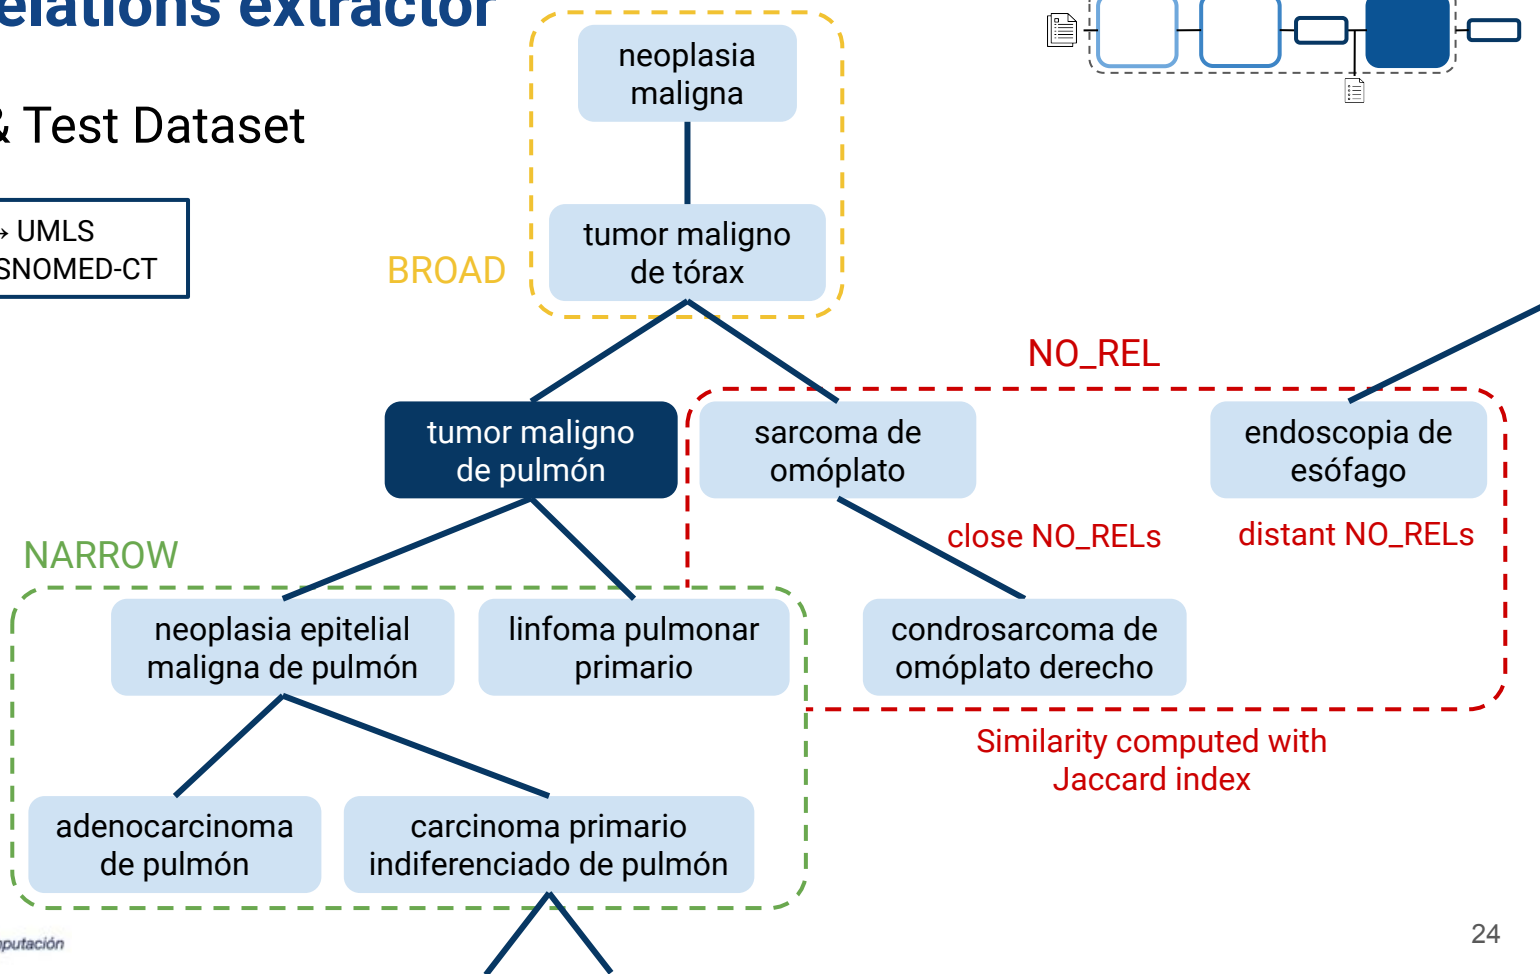 elations extractor
& Test Dataset
→ UMLS
SNOMED-CT
neoplasia
maligna
tumor maligno
de tórax
BROAD
NO_REL
tumor maligno
de pulmón
sarcoma de
omóplato
endoscopia de
esófago
close NO_RELs
distant NO_RELs
NARROW
neoplasia epitelial
maligna de pulmón
linfoma pulmonar
primario
condrosarcoma de
omóplato derecho
Similarity computed with
Jaccard index
adenocarcinoma
de pulmón
carcinoma primario
indiferenciado de pulmón
putación
24